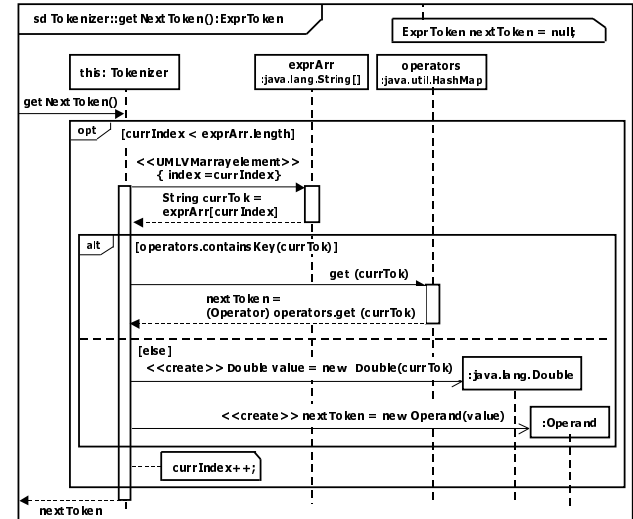 sd Tokenizer::getNextToken():ExprToken
ExprToken nextToken = null;
this: Tokenizer
exprArr
:java.lang.String[]
operators
:java.util.HashMap
getNextToken()
opt
[currIndex < exprArr.length]
<<UMLVMarrayelement>>
{ index =currIndex}
String currTok =
exprArr[currIndex]
alt
[operators.containsKey(currTok)]
get (currTok)
nextToken =
(Operator) operators.get (currTok)
[else]
<<create>> Double value = new Double(currTok)
:java.lang.Double
<<create>> nextToken = new Operand(value)
:Operand
currIndex++;
nextToken